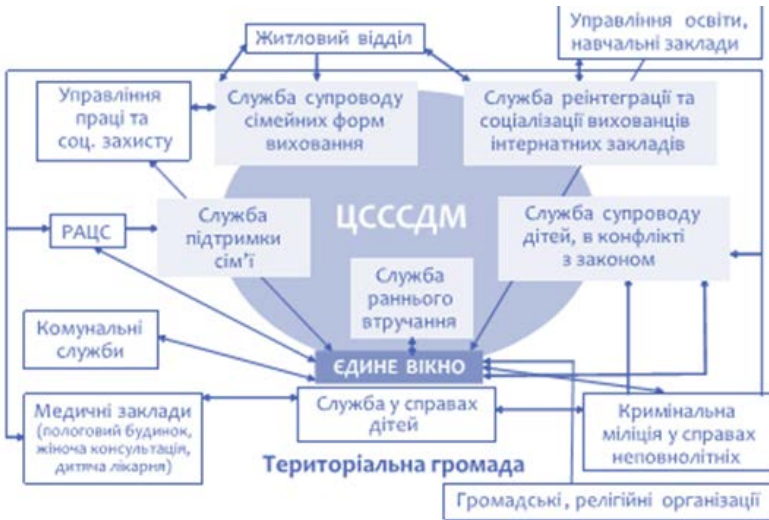 Житловий відділ
Управління освіти,
навчальні заклади
Управління
праці та
соц. захисту
Служба супроводу
сімейних форм
виховання
Служба реінтеграції та
соціалізації вихованців
інтернатних закладів
ЦСССДМ
РАЦС
Служба
підтримки
сім’ї
Служба супроводу
дітей, в конфлікті
з законом
Служба
раннього
втручання
Комунальні
служби
ЄДИНЕ ВІКНО
Медичні заклади
(пологовий будинок,
жіноча консультація,
дитяча лікарня)
Служба у справах
дітей
Кримінальна
міліція у справах
неповнолітніх
Територіальна громада
Громадські, релігійні організації